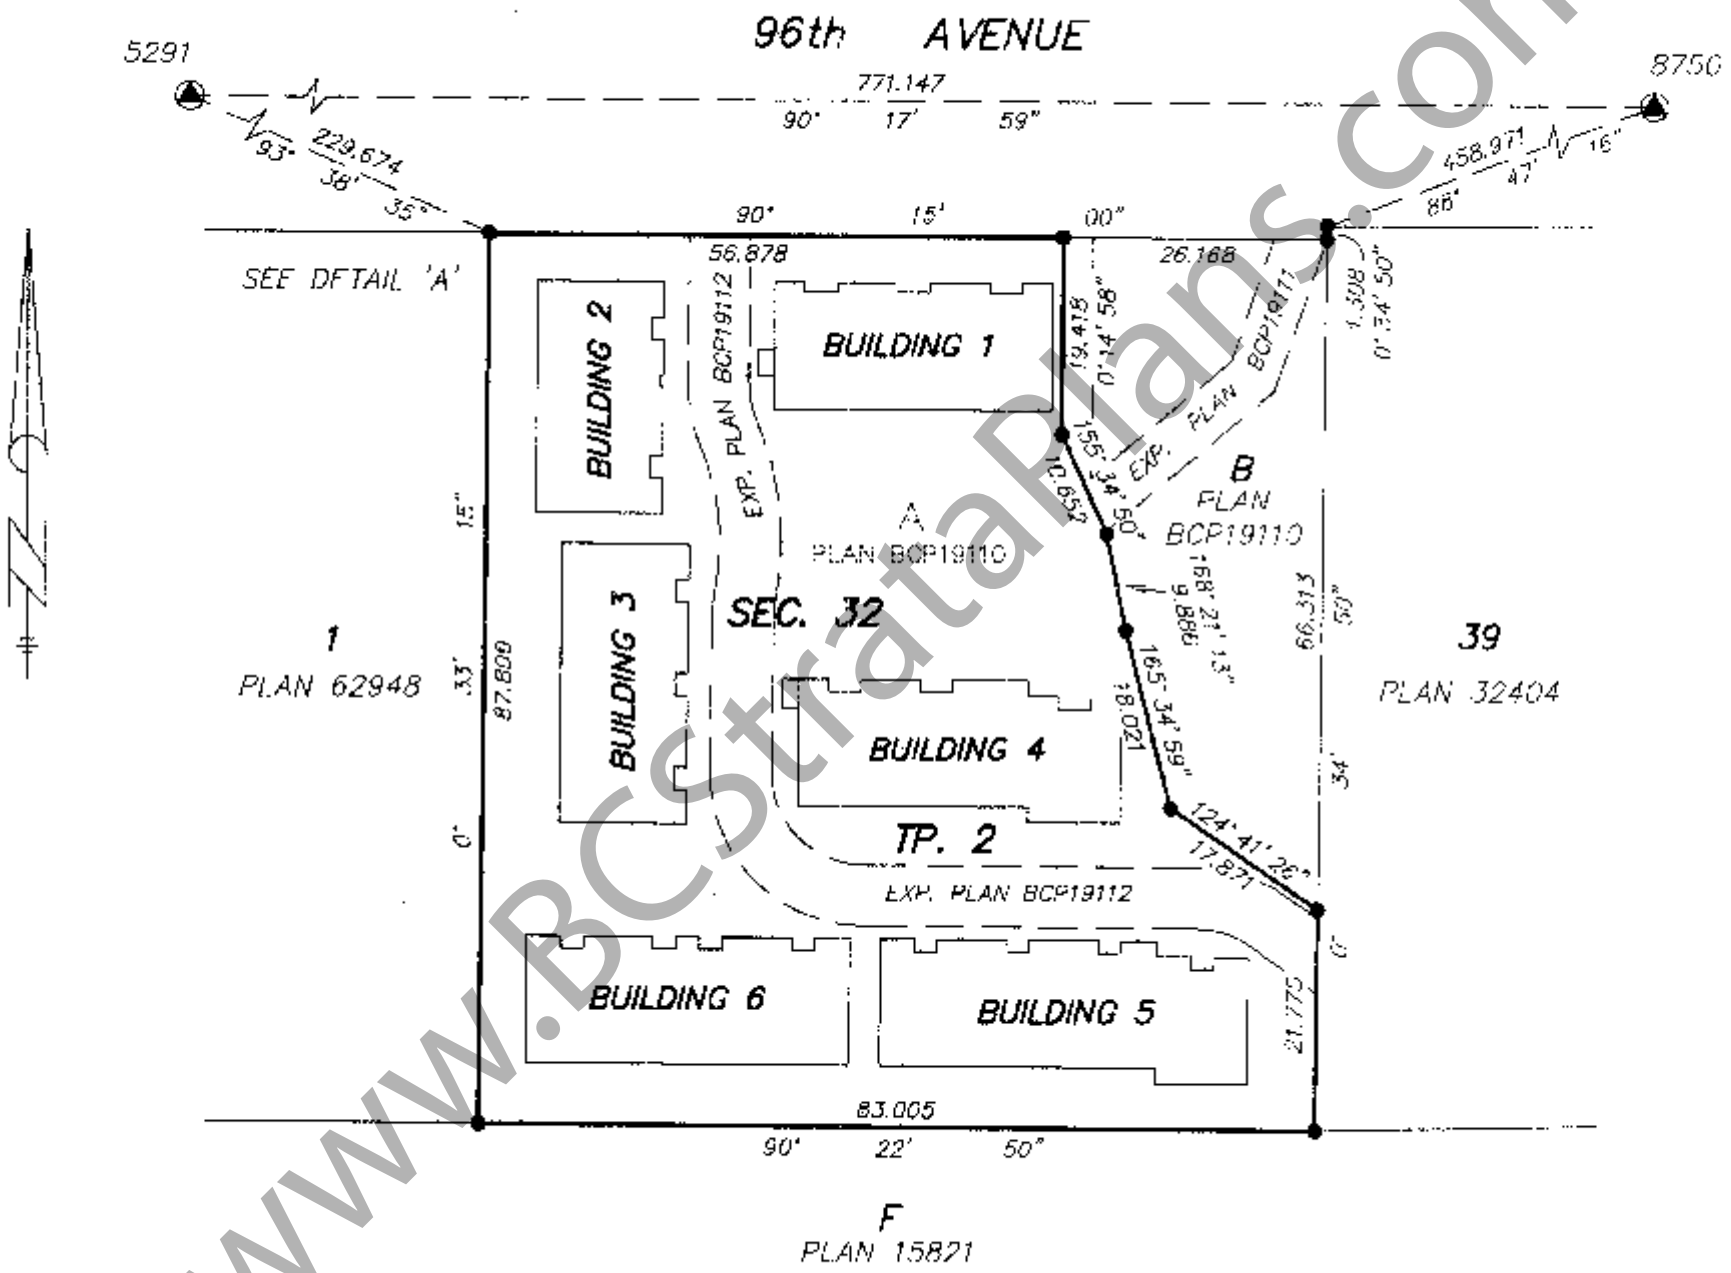 96th AVENUE
5291
8750
771.147
90° 17' 59"
229.674
93° 38' 35"
458.971
86° 47' 16"
90° 15' 00"
56.878
26.168
SEE DETAIL 'A'
1.308
0° 34' 50"
BUILDING 2
EXP. PLAN BCP19112
BUILDING 1
19.418
0° 14' 58"
EXP. PLAN BCP19111
155° 34' 50"
10.652
B
PLAN
BCP19110
A
PLAN BCP19110
168° 21' 13"
9.886
SEC. 32
BUILDING 3
1
PLAN 62948
0° 33' 15"
87.809
66.313
0° 34' 50"
39
PLAN 32404
165° 34' 59"
18.021
BUILDING 4
TP. 2
124° 41' 26"
17.871
EXP. PLAN BCP19112
BUILDING 6
BUILDING 5
21.775
83.005
90° 22' 50"
F
PLAN 15821
N
www.BCStrataPlans.com